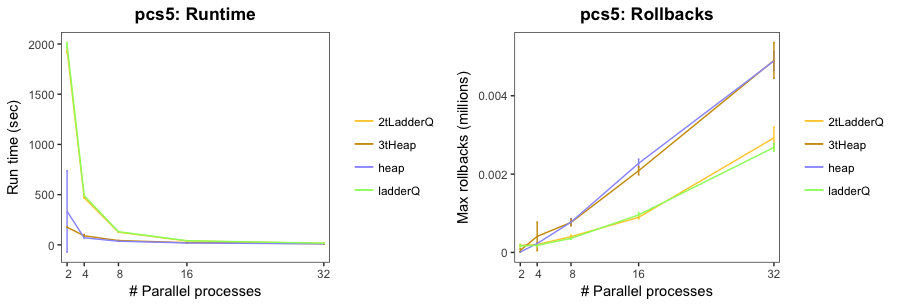 pcs5: Runtime
Run time (sec)
2000
1500
1000
500
0
2 4 8 16 32
# Parallel processes
2tLadderQ
3tHeap
heap
ladderQ
pcs5: Rollbacks
Max rollbacks (millions)
0.004
0.002
0
2 4 8 16 32
# Parallel processes
2tLadderQ
3tHeap
heap
ladderQ